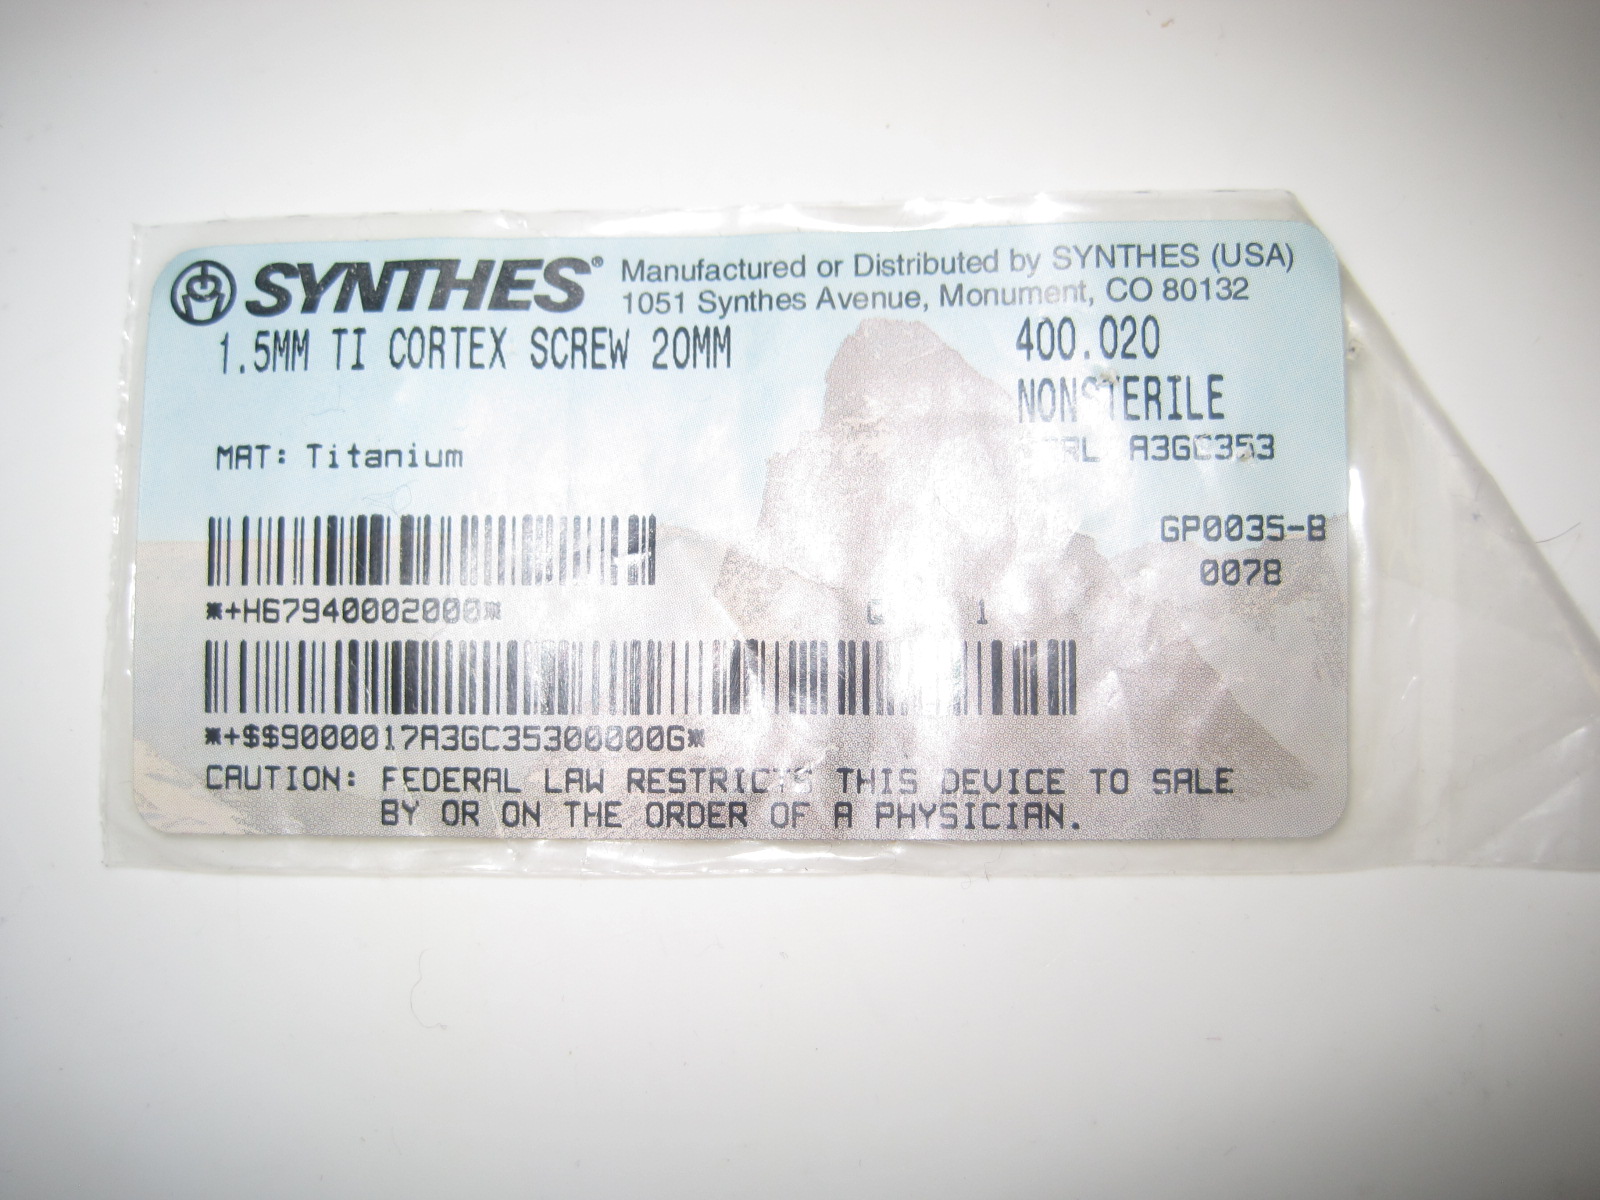 SYNTHES® Manufactured or Distributed by SYNTHES (USA)
1051 Synthes Avenue, Monument, CO 80132
1.5MM TI CORTEX SCREW 20MM 400.020
NONSTERILE
MAT: Titanium A3GC353
GP0035-B
0078
*+H67940002000*
1
*+$$9000017A3GC35300000G*
CAUTION: FEDERAL LAW RESTRICTS THIS DEVICE TO SALE
BY OR ON THE ORDER OF A PHYSICIAN.